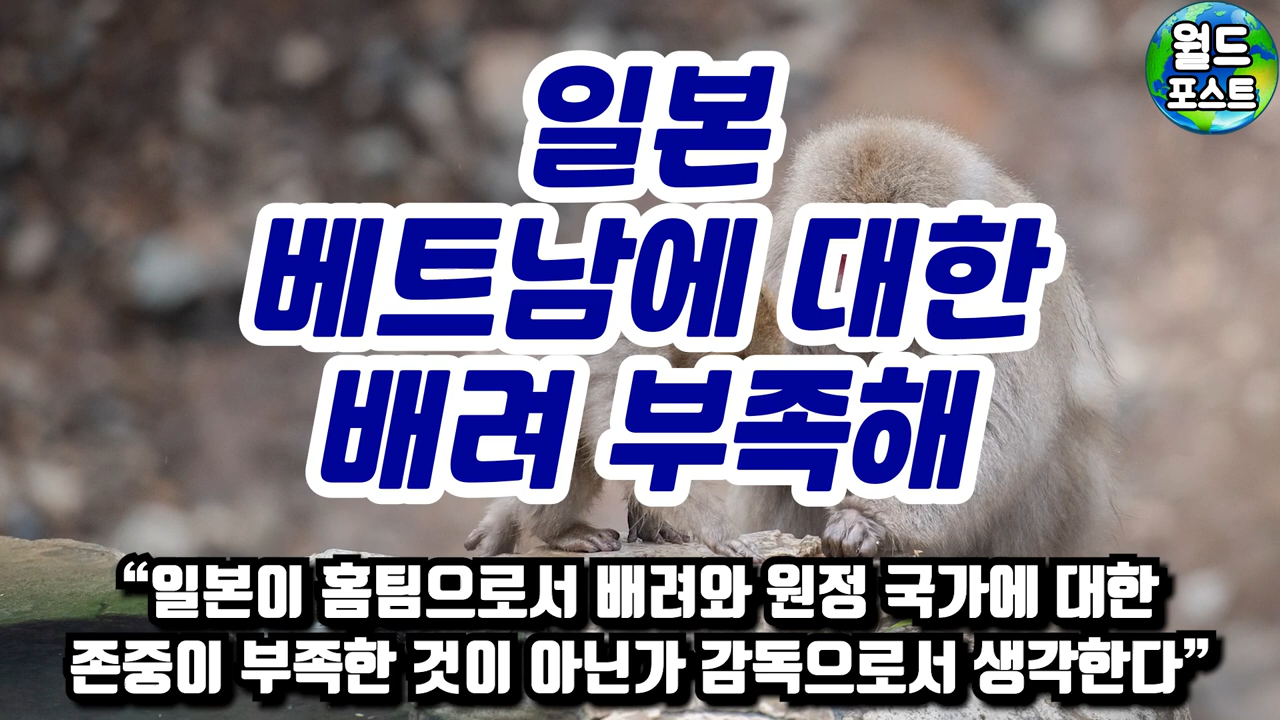 월드
포스트
일본
베트남에 대한
배려 부족해
“일본이 홈팀으로서 배려와 원정 국가에 대한
존중이 부족한 것이 아닌가 감독으로서 생각한다”